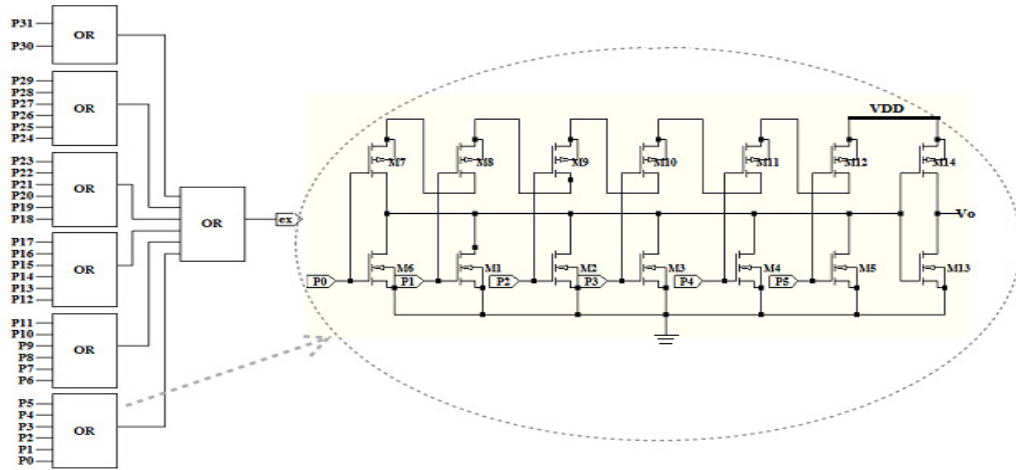 P31
P30
OR
P29
P28
P27
P26
P25
P24
OR
P23
P22
P21
P20
P19
P18
OR
P17
P16
P15
P14
P13
P12
OR
P11
P10
P9
P8
P7
P6
OR
P5
P4
P3
P2
P1
P0
OR
OR
ex
VDD
M7
M8
M9
M10
M11
M12
M14
Vo
P0
M6
P1
M1
P2
M2
P3
M3
P4
M4
P5
M5
M13